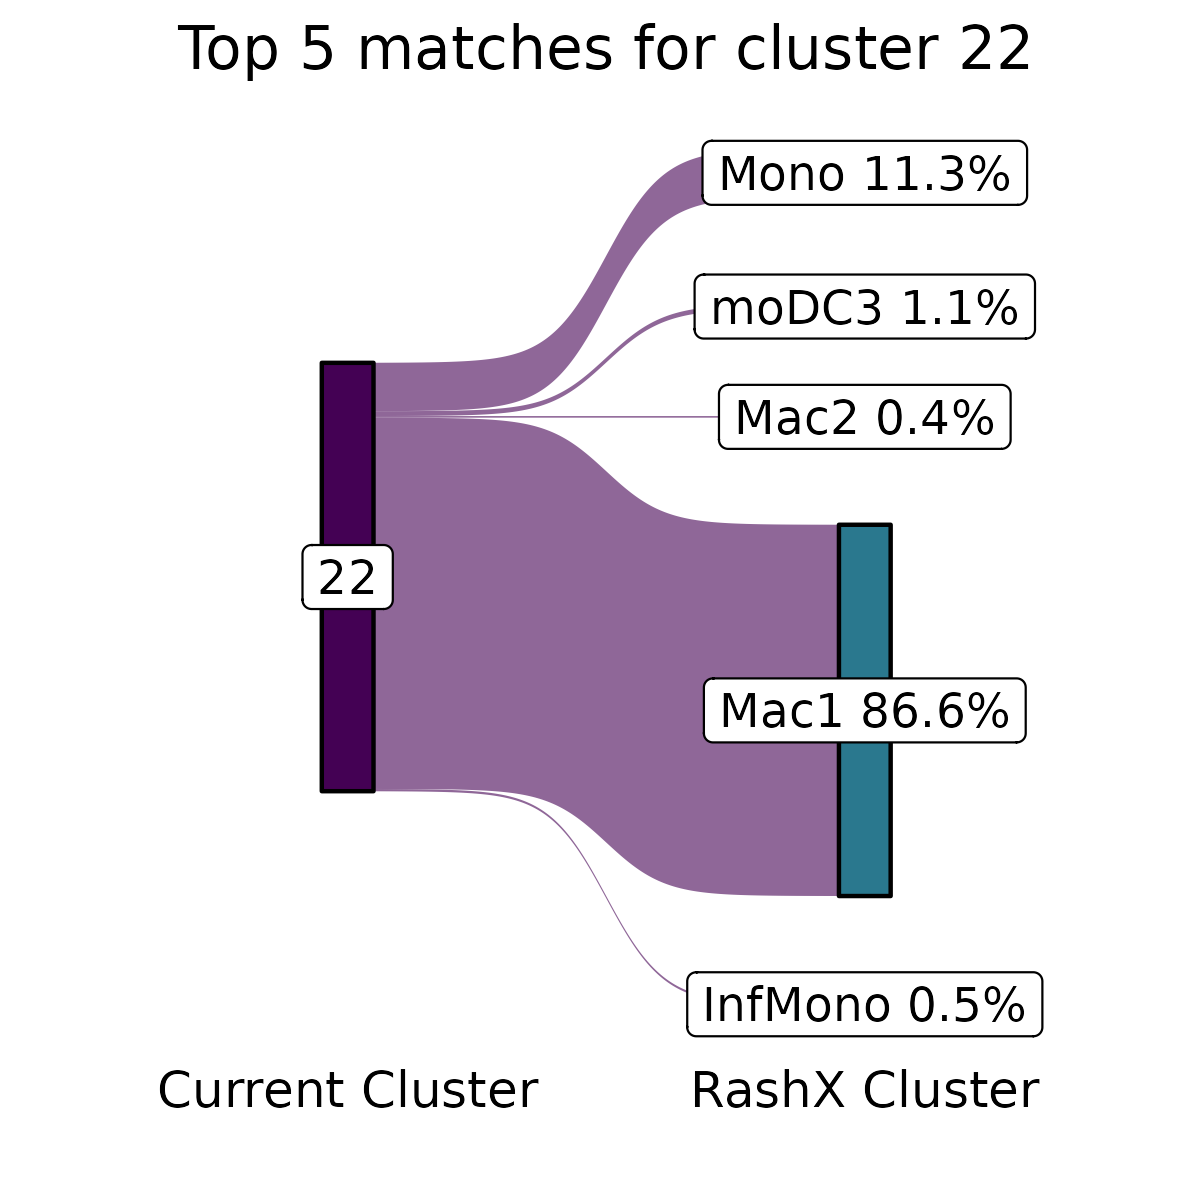 Top 5 matches for cluster 22
Mono 11.3%
moDC3 1.1%
Mac2 0.4%
22
Mac1 86.6%
InfMono 0.5%
Current Cluster
RashX Cluster